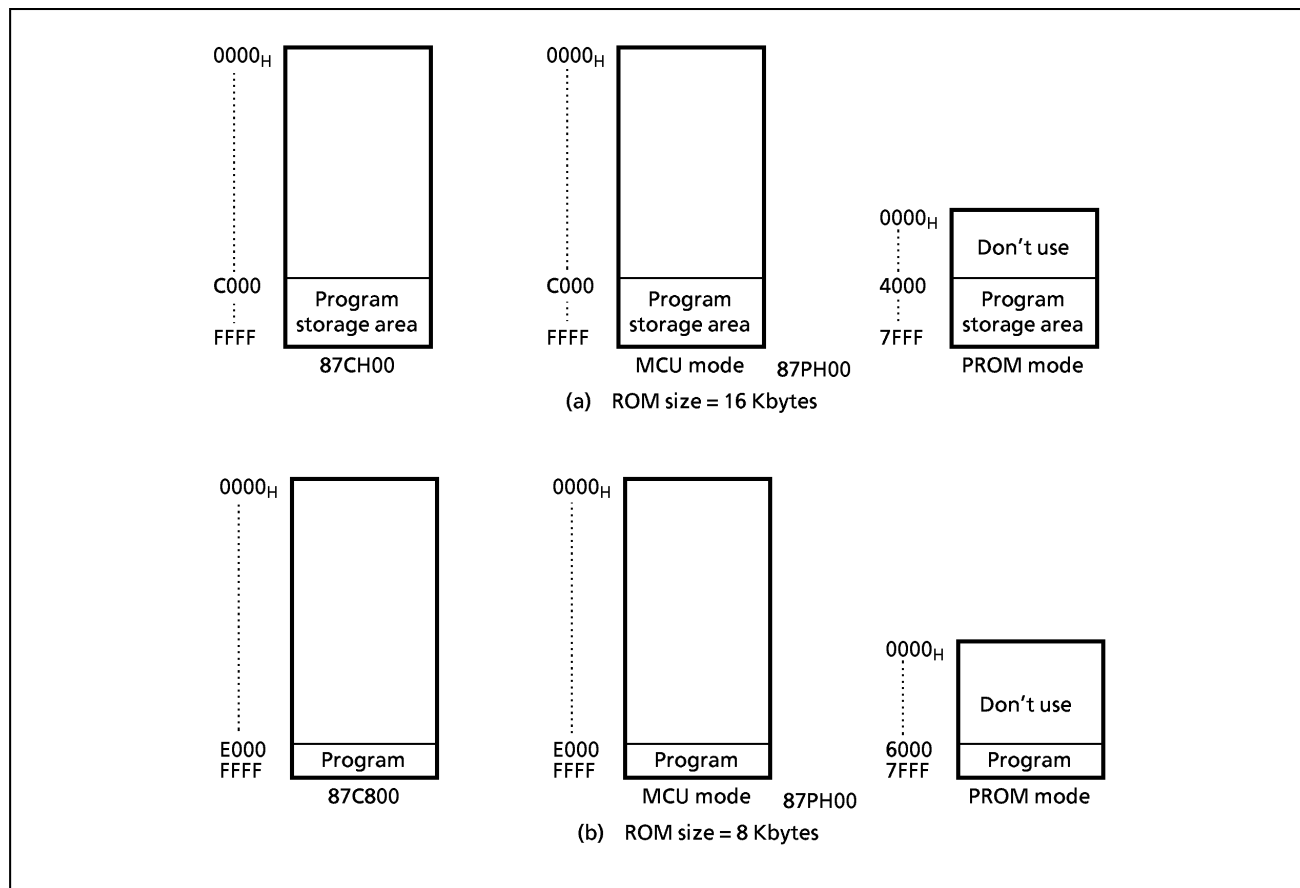 0000H
C000
FFFF
Program
storage area
87CH00
0000H
C000
FFFF
Program
storage area
MCU mode
87PH00
0000H
4000
7FFF
Don't use
Program
storage area
PROM mode
(a) ROM size = 16 Kbytes
0000H
E000
FFFF
Program
87C800
0000H
E000
FFFF
Program
MCU mode
87PH00
0000H
6000
7FFF
Don't use
Program
PROM mode
(b) ROM size = 8 Kbytes